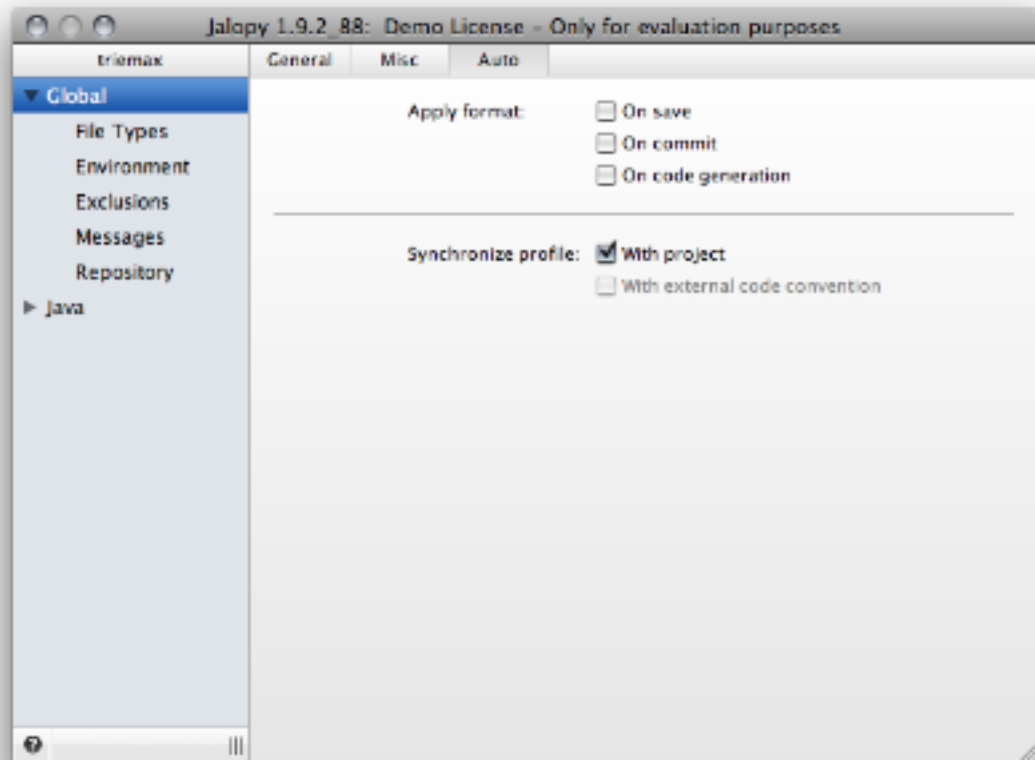 Jalopy 1.9.2_88: Demo License – Only for evaluation purposes
triemax
General Misc Auto
Global
File Types
Environment
Exclusions
Messages
Repository
Java
Apply format: On save
On commit
On code generation
Synchronize profile: With project
With external code convention
?